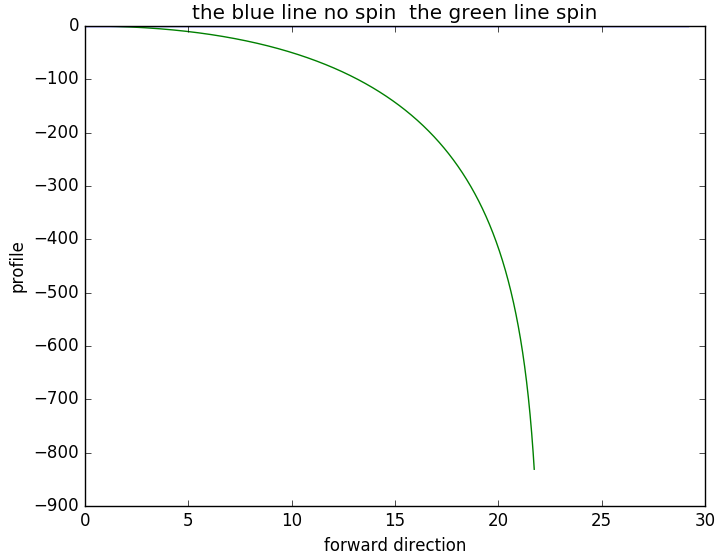 the blue line no spin  the green line spin
0
−100
−200
−300
−400
−500
−600
−700
−800
−900
profile
0 5 10 15 20 25 30
forward direction